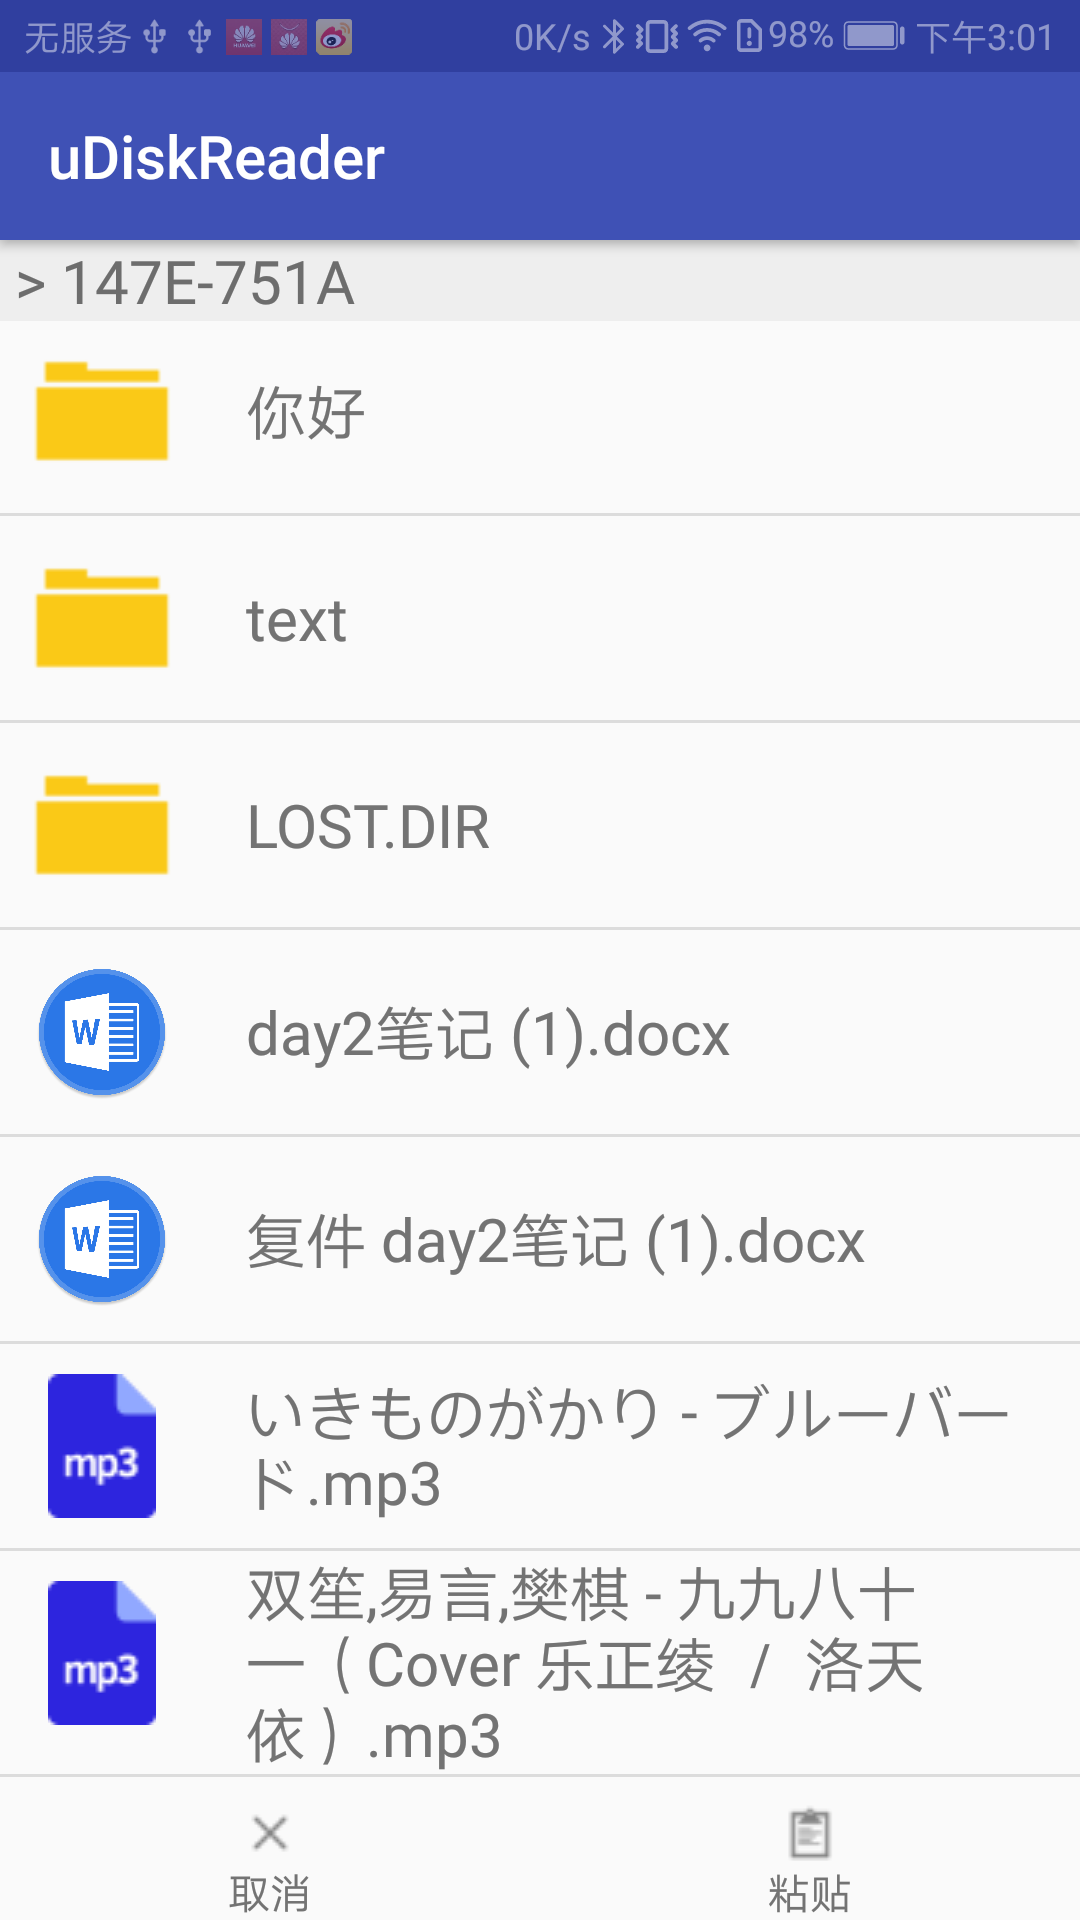 无服务 0K/s 98% 下午3:01
uDiskReader
> 147E-751A
你好
text
LOST.DIR
W day2笔记 (1).docx
W 复件 day2笔记 (1).docx
いきものがかり - ブルーバー
ド.mp3
mp3
双笙,易言,樊棋 - 九九八十
一（Cover 乐正绫 / 洛天
依）.mp3
mp3
取消 粘贴